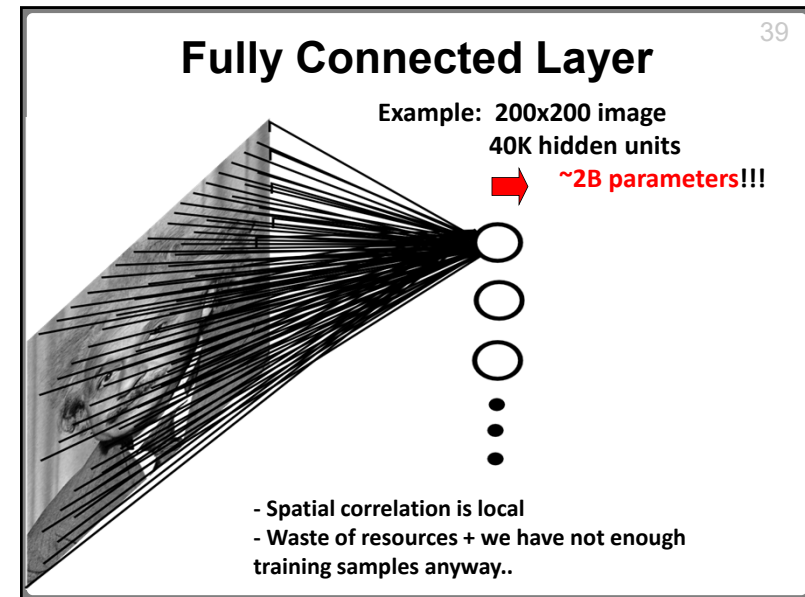 39
Fully Connected Layer
Example: 200x200 image
40K hidden units
~2B parameters!!!
- Spatial correlation is local
- Waste of resources + we have not enough
training samples anyway..